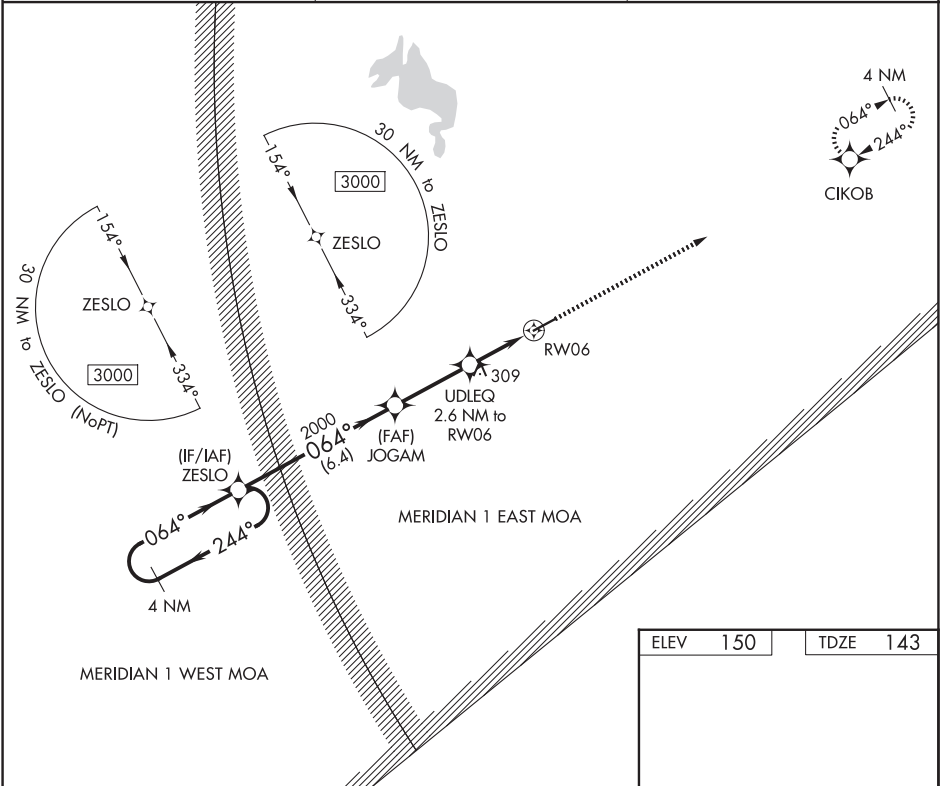 4 NM
064°
244°
CIKOB
30 NM to ZESLO
154°
3000
ZESLO
334°
154°
ZESLO
30 NM to ZESLO (NoPT)
3000
334°
RW06
309
UDLEQ
2.6 NM to
RW06
2000
064°
(6.4)
(FAF)
JOGAM
(IF/IAF)
ZESLO
064°
244°
4 NM
MERIDIAN 1 EAST MOA
MERIDIAN 1 WEST MOA
ELEV 150
TDZE 143